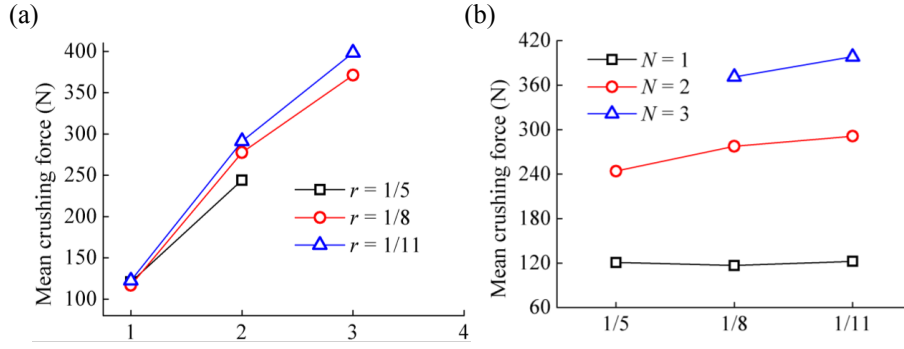 (a)
Mean crushing force (N)
400
350
300
250
200
150
100
1
2
3
4
r = 1/5
r = 1/8
r = 1/11
(b)
Mean crushing force (N)
420
360
300
240
180
120
60
1/5
1/8
1/11
N = 1
N = 2
N = 3